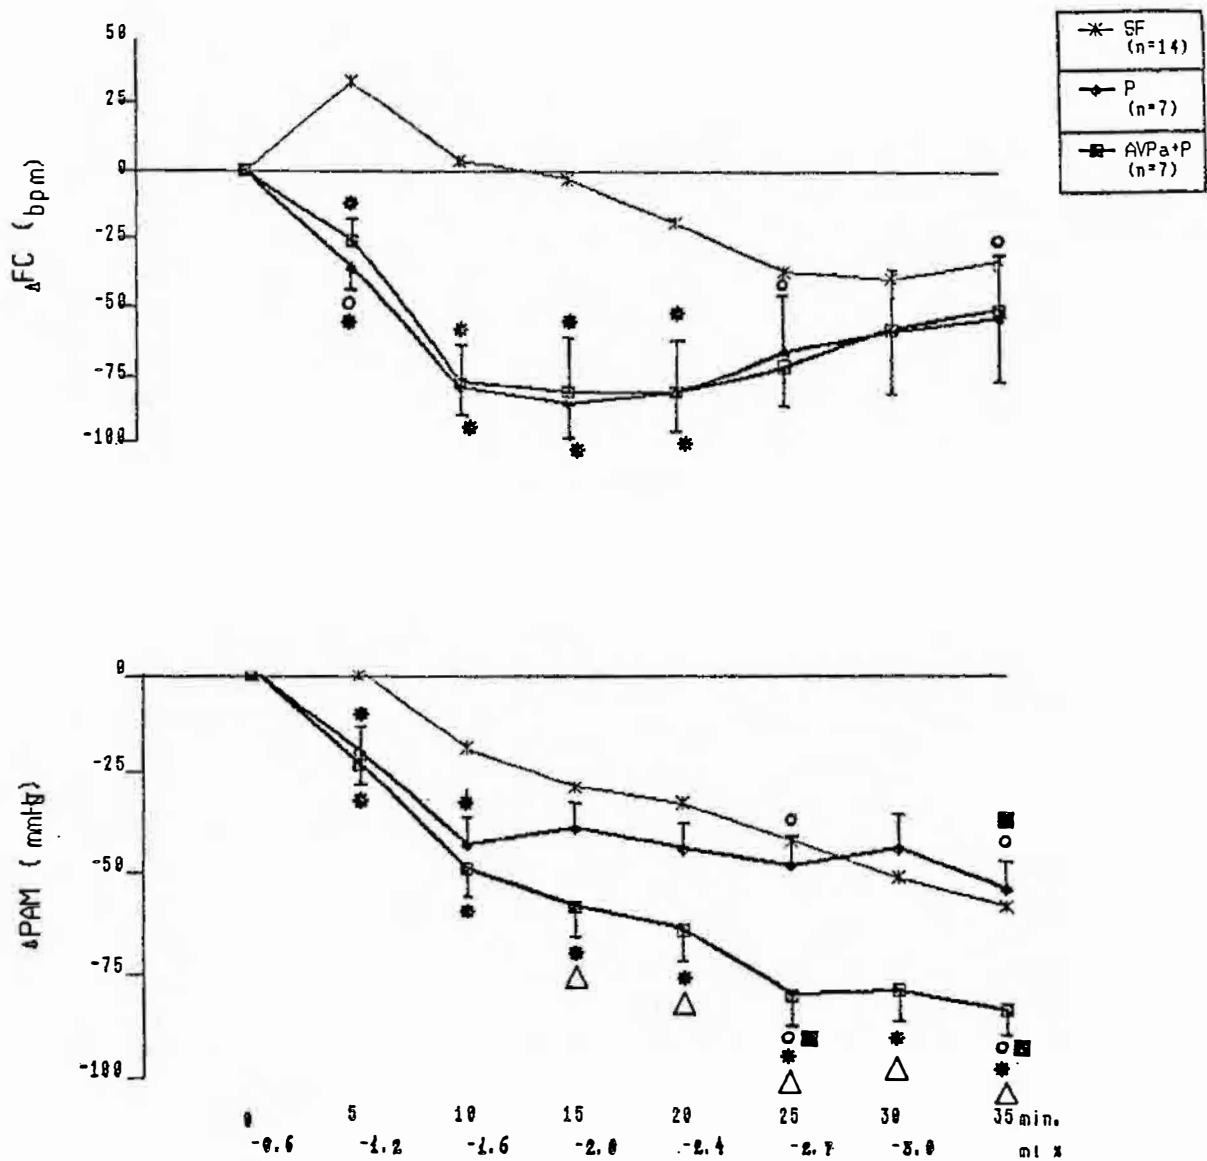 50
25
0
-25
-50
-75
-100
ΔFC (bpm)
SF
(n=14)
P
(n=7)
AVPa+P
(n=7)
0
-25
-50
-75
-100
ΔPAM (mmHg)
0 5 10 15 20 25 30 35 min.
-0.6 -1.2 -1.6 -2.0 -2.4 -2.7 -3.0 ml %